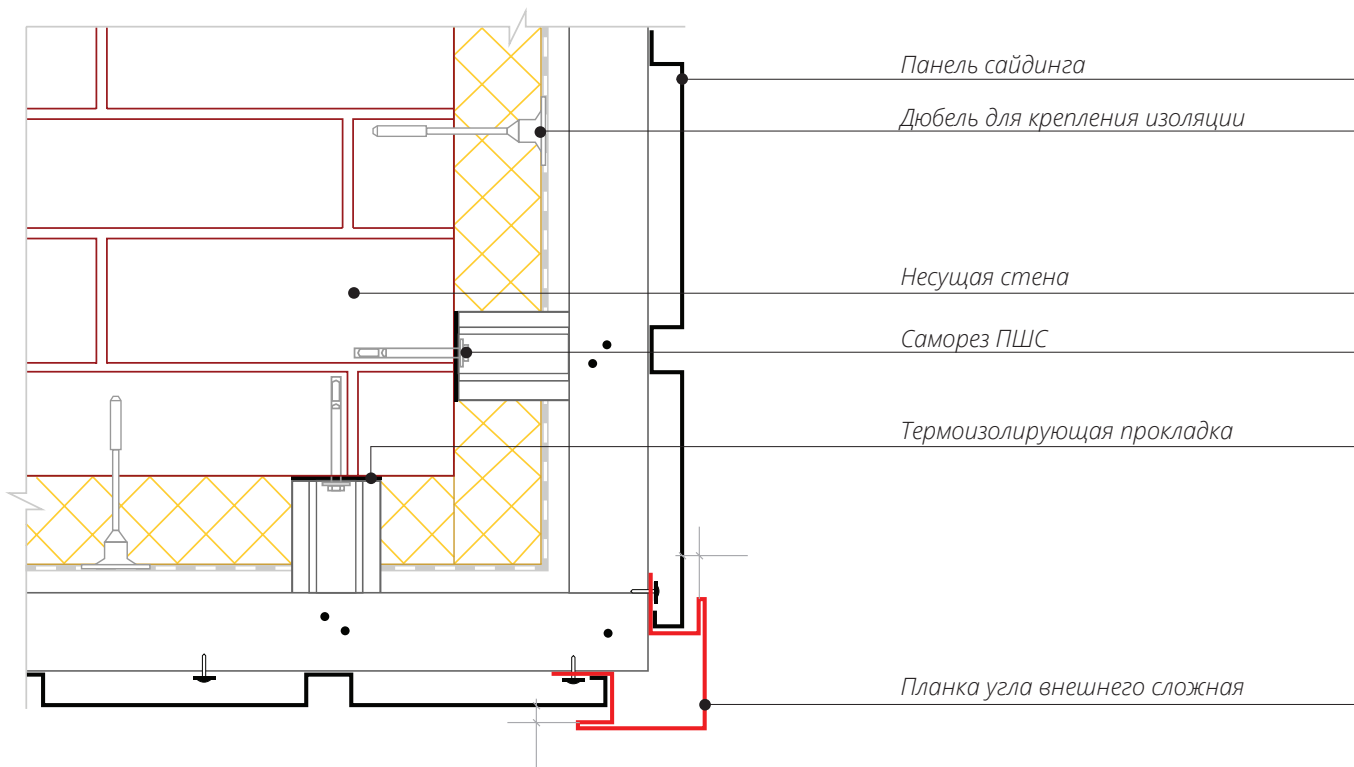 Панель сайдинга
Дюбель для крепления изоляции
Несущая стена
Саморез ПШС
Термоизолирующая прокладка
Планка угла внешнего сложная